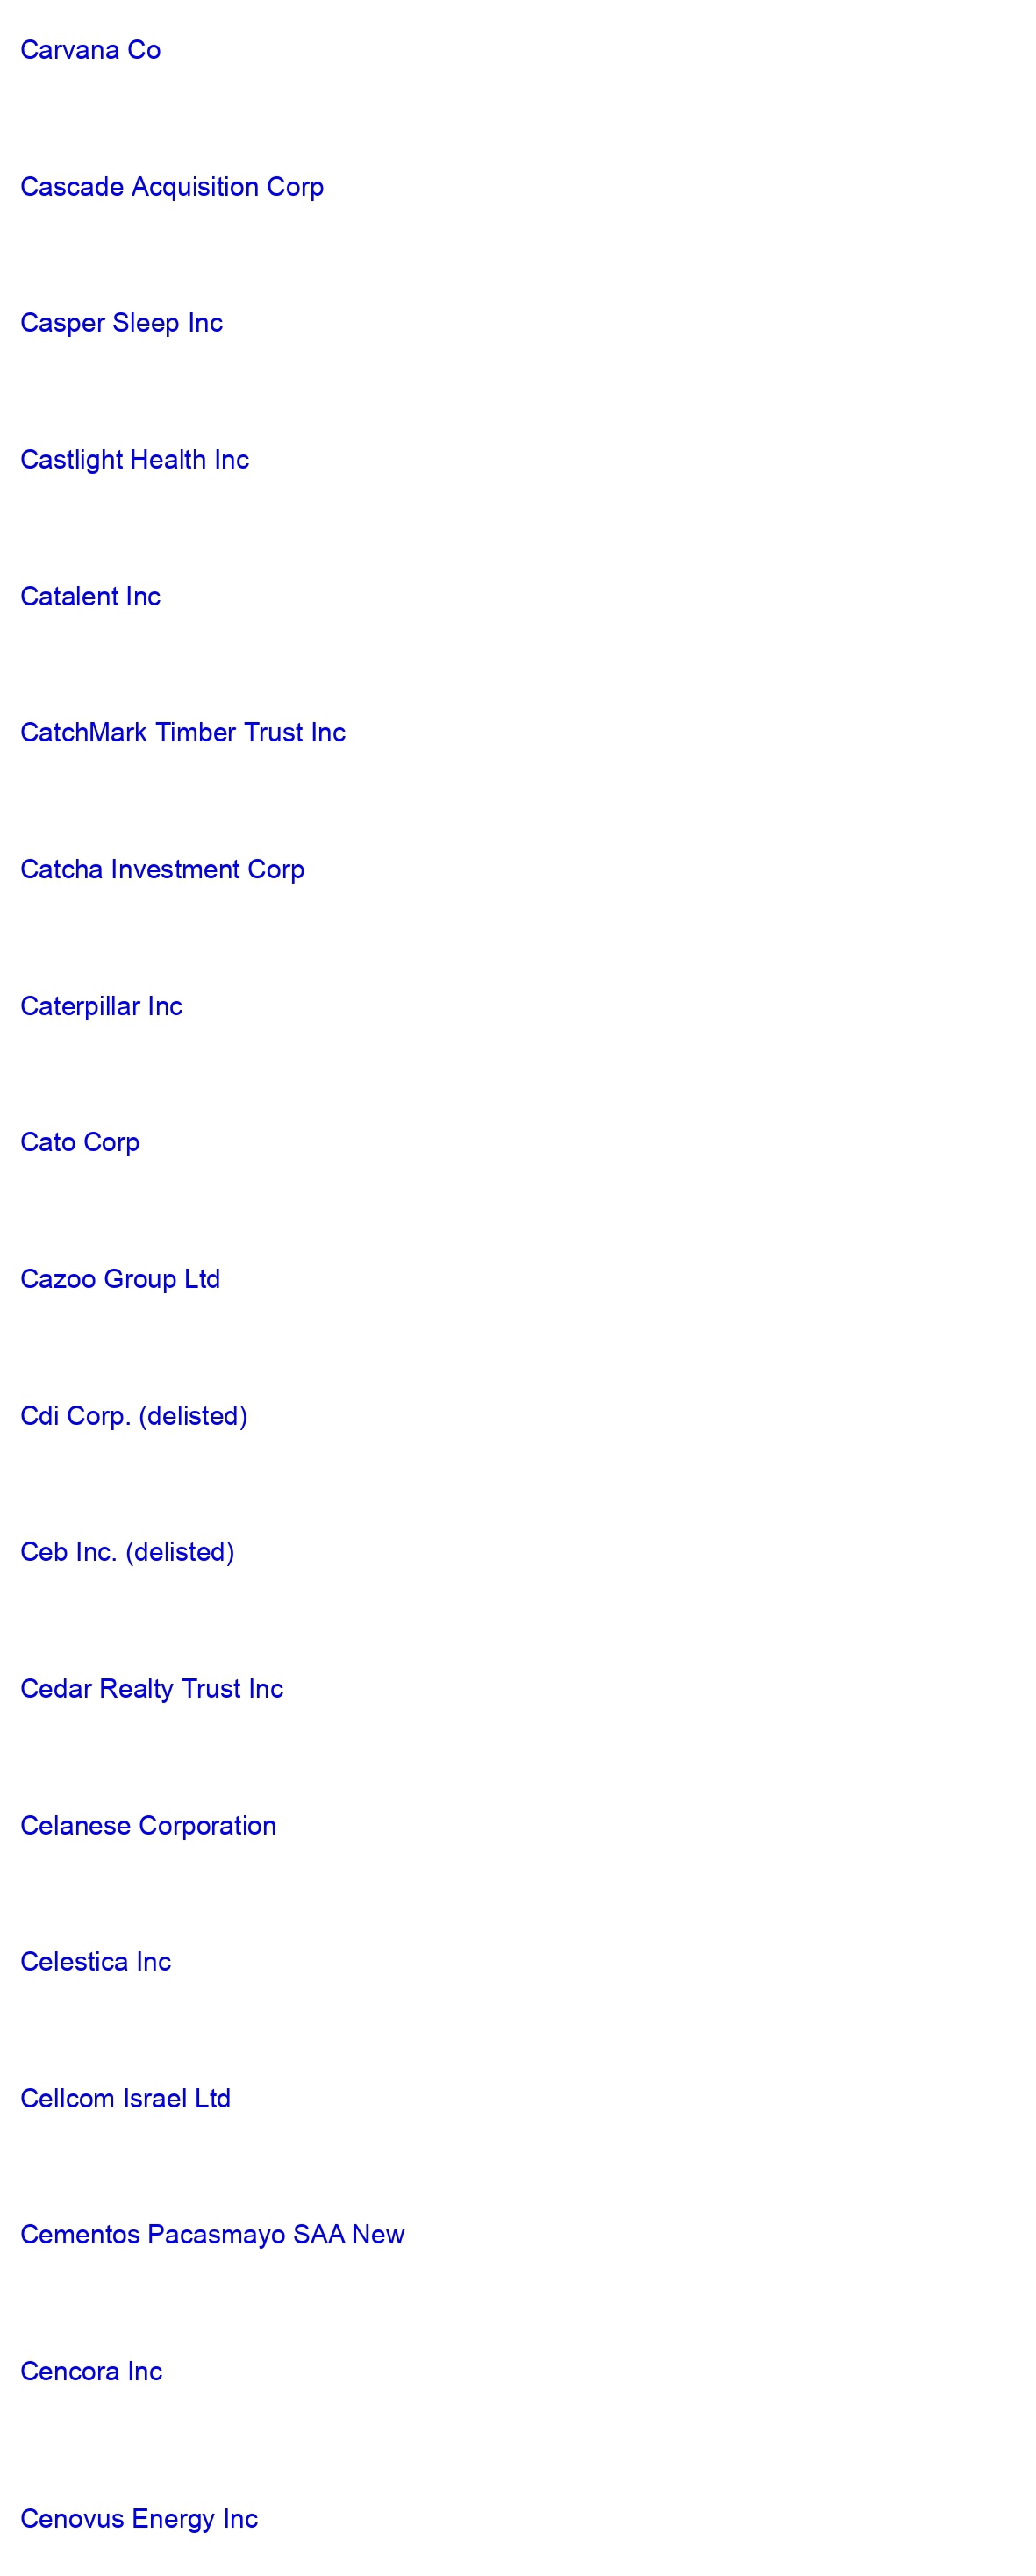 Carvana Co
Cascade Acquisition Corp
Casper Sleep Inc
Castlight Health Inc
Catalent Inc
CatchMark Timber Trust Inc
Catcha Investment Corp
Caterpillar Inc
Cato Corp
Cazoo Group Ltd
Cdi Corp. (delisted)
Ceb Inc. (delisted)
Cedar Realty Trust Inc
Celanese Corporation
Celestica Inc
Cellcom Israel Ltd
Cementos Pacasmayo SAA New
Cencora Inc
Cenovus Energy Inc